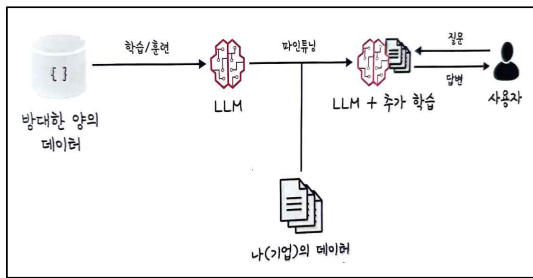 학습/훈련
파인튜닝
질문
답변
{ }
LLM
LLM + 추가 학습
사용자
방대한 양의
데이터
나(기업)의 데이터